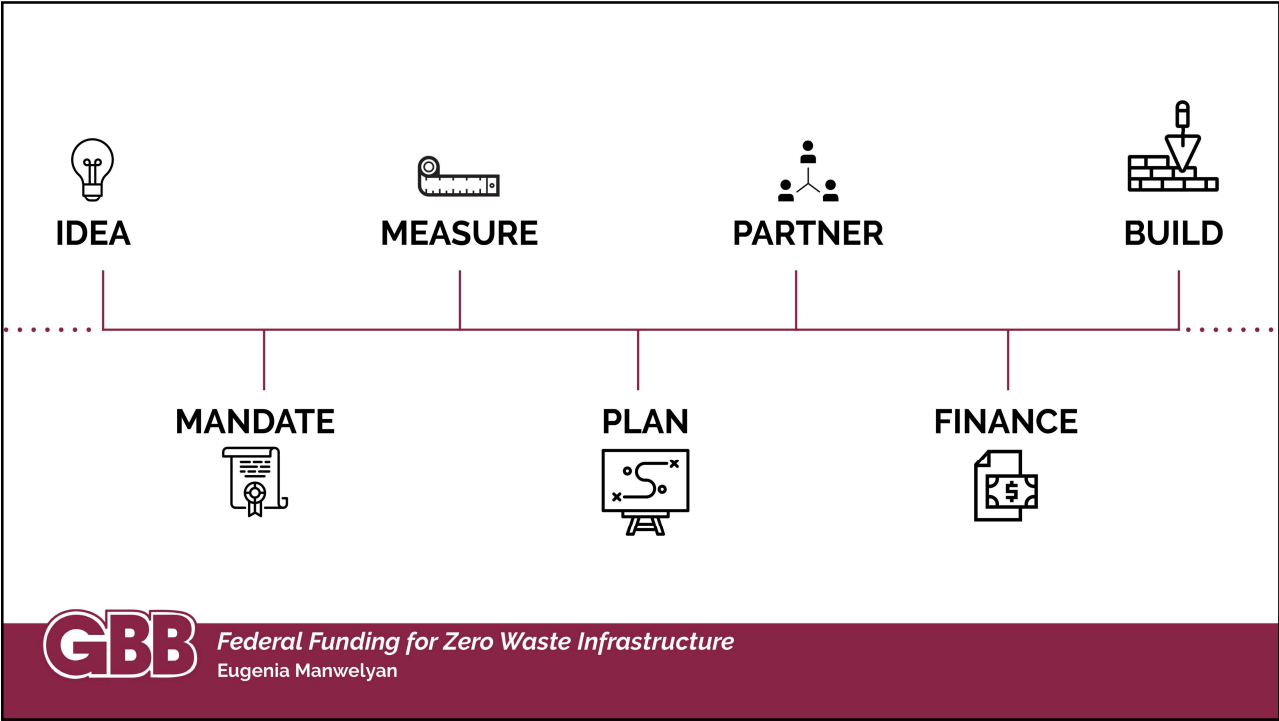 IDEA
MEASURE
PARTNER
BUILD
MANDATE
PLAN
FINANCE
$
GBB
Federal Funding for Zero Waste Infrastructure
Eugenia Manwelyan